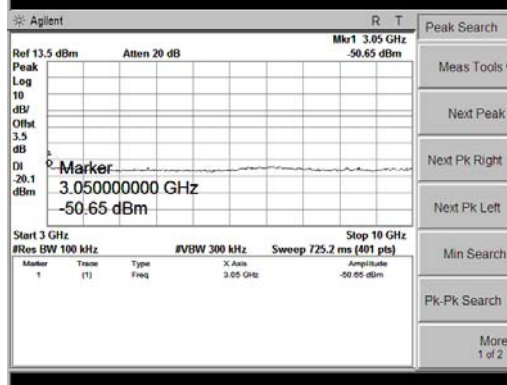 Agilent R T
Mkr1 3.05 GHz
Ref 13.5 dBm Atten 20 dB -50.65 dBm
Peak
Log
10
dB/
Offst
3.5
dB
DI
-20.1
dBm
1
Marker
3.050000000 GHz
-50.65 dBm
Start 3 GHz Stop 10 GHz
#Res BW 100 kHz #VBW 300 kHz Sweep 725.2 ms (401 pts)
Marker Trace Type X Axis Amplitude
1 (1) Freq 3.05 GHz -50.65 dBm
Peak Search
Meas Tools
Next Peak
Next Pk Right
Next Pk Left
Min Search
Pk-Pk Search
More
1 of 2